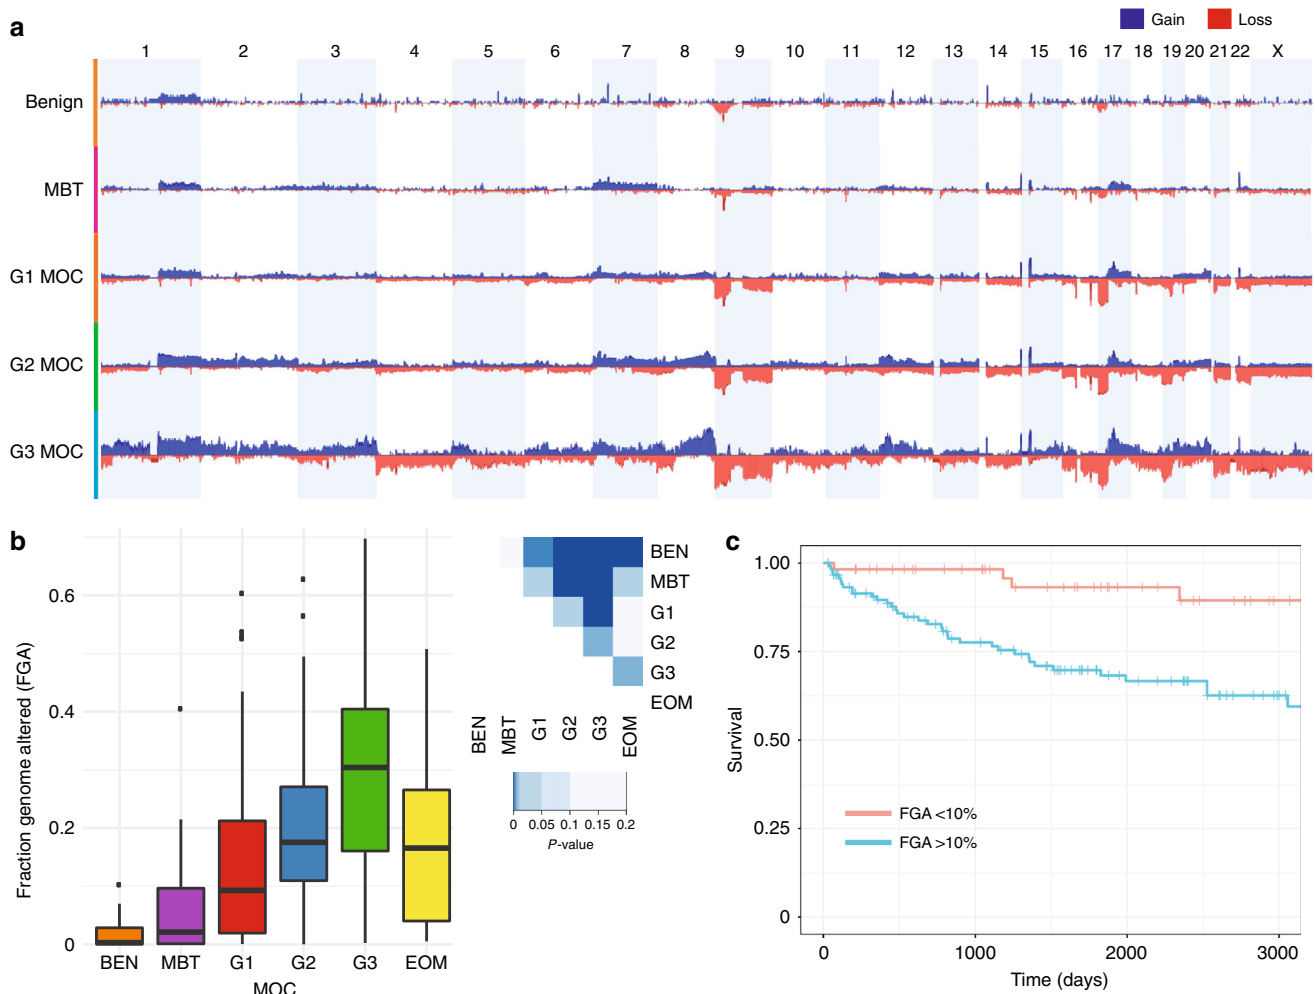 a
Gain Loss
1 2 3 4 5 6 7 8 9 10 11 12 13 14 15 16 17 18 19 20 21 22 X
Benign
MBT
G1 MOC
G2 MOC
G3 MOC
b
Fraction genome altered (FGA)
0.6
0.4
0.2
0
BEN MBT G1 G2 G3 EOM
MOC
BEN
MBT
G1
G2
G3
EOM
BEN MBT G1 G2 G3 EOM
0 0.05 0.1 0.15 0.2
P-value
c
Survival
1.00
0.75
0.50
0.25
0
FGA <10%
FGA >10%
0 1000 2000 3000
Time (days)